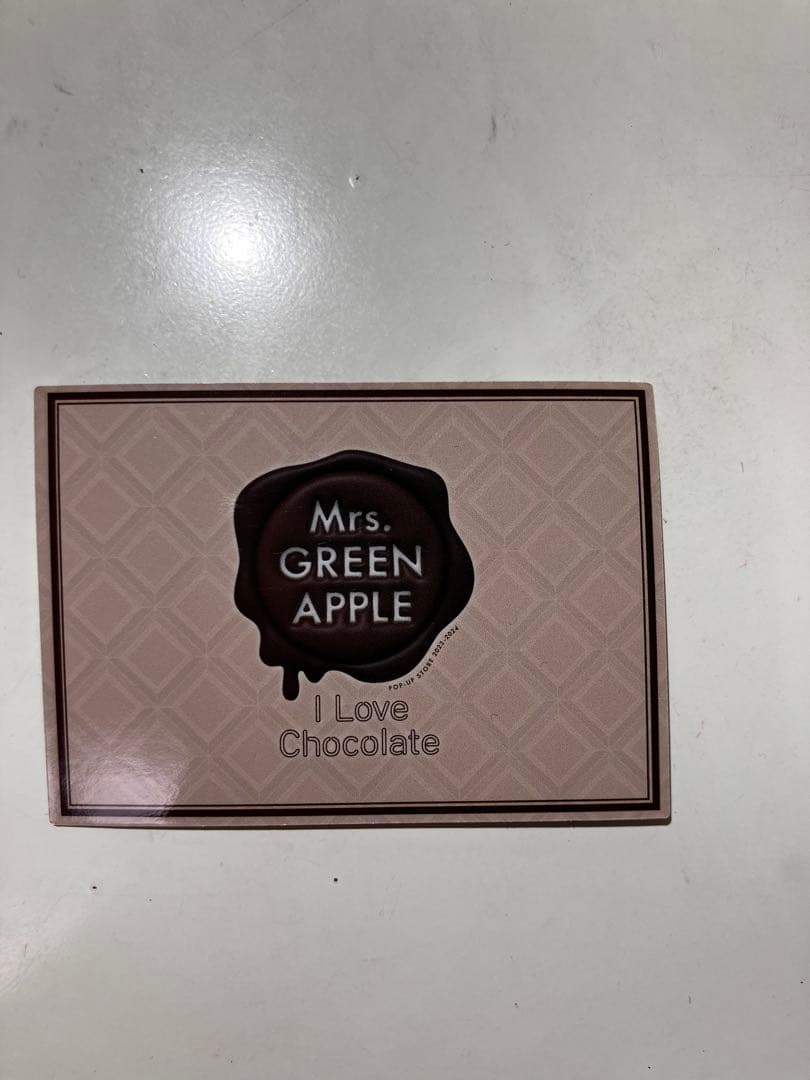 Mrs.
GREEN
APPLE
POP-UP STORE 2023-2024
I Love
Chocolate